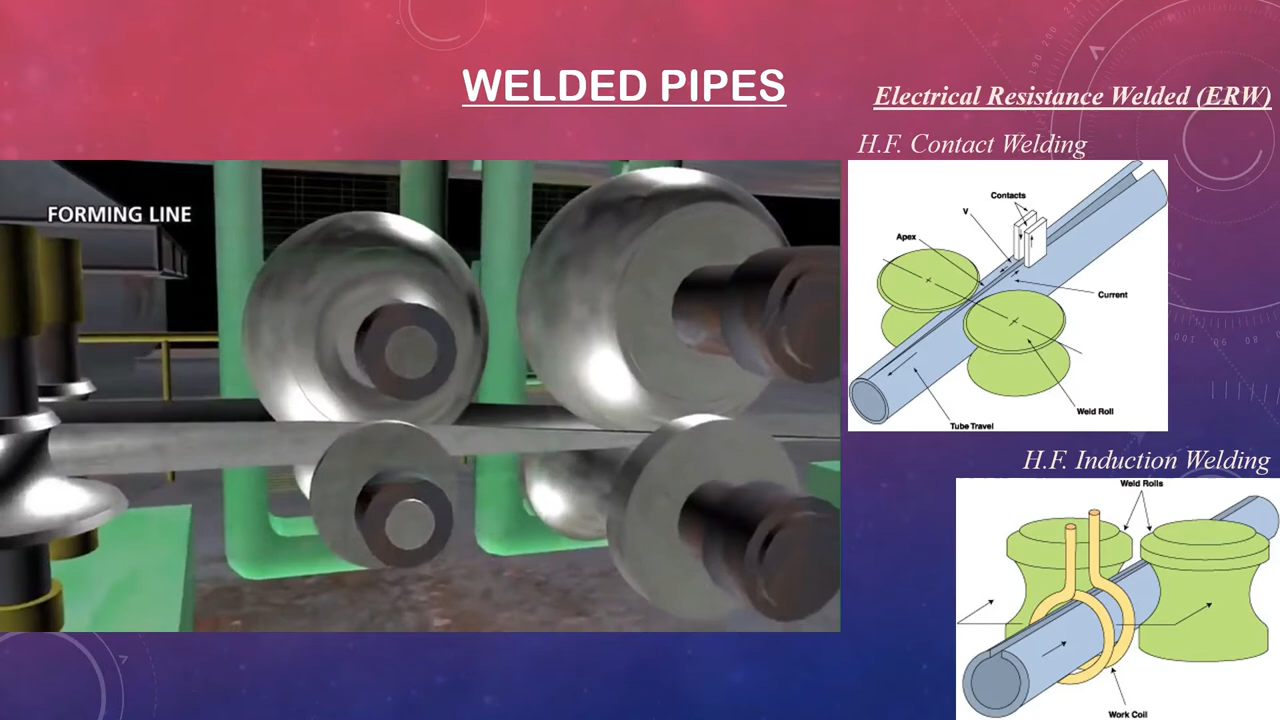 WELDED PIPES
Electrical Resistance Welded (ERW)
H.F. Contact Welding
FORMING LINE
Contacts
V
Apex
Current
Weld Roll
Tube Travel
H.F. Induction Welding
Weld Rolls
Work Coil